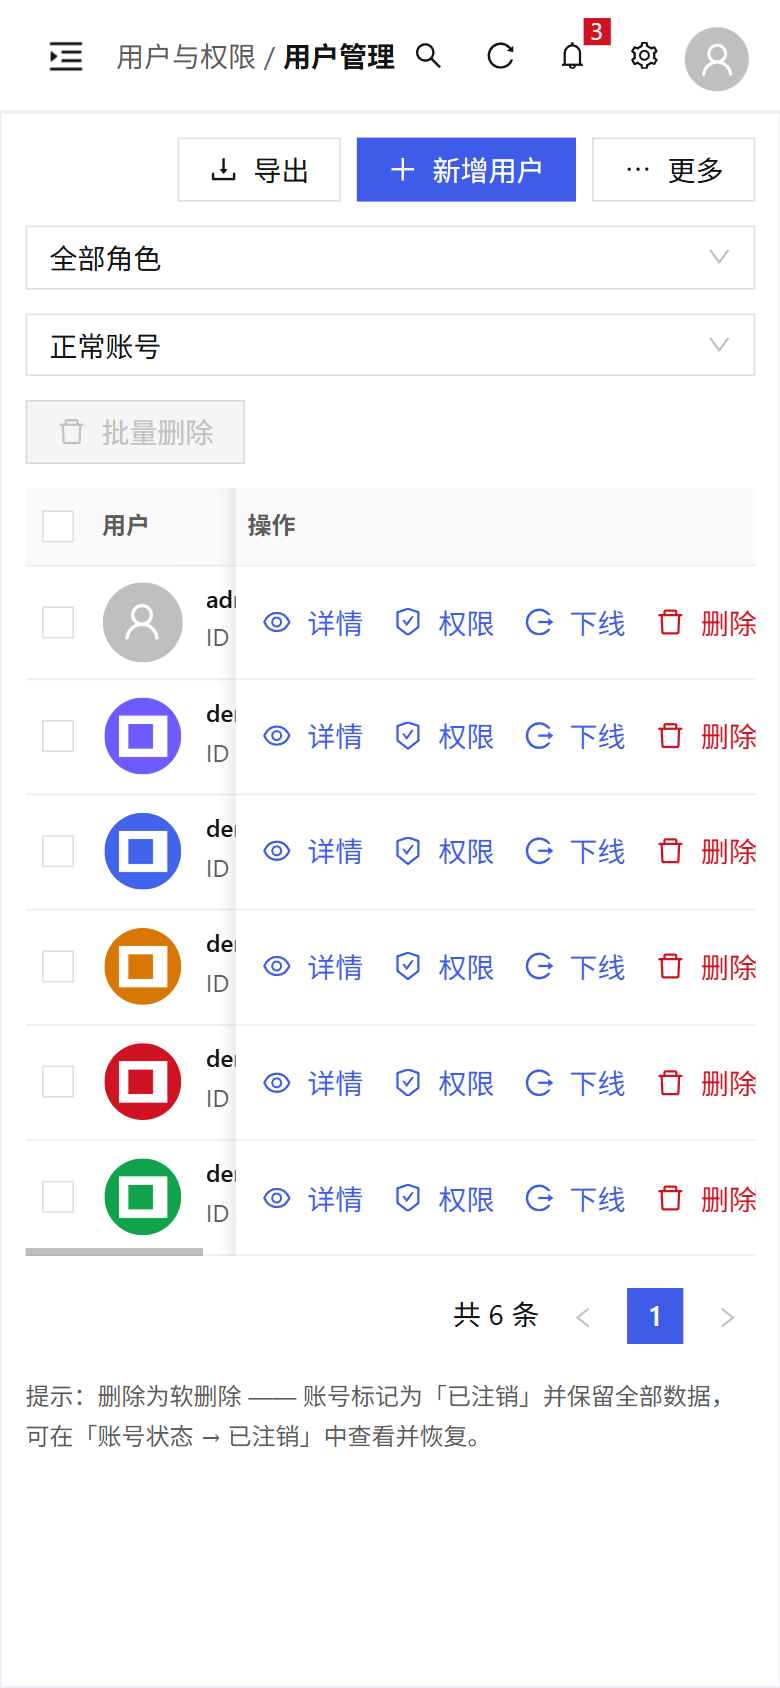 用户与权限 / 用户管理
3
导出
新增用户
··· 更多
全部角色
正常账号
批量删除
用户 操作
ID 详情 权限 下线 删除
ID 详情 权限 下线 删除
ID 详情 权限 下线 删除
ID 详情 权限 下线 删除
ID 详情 权限 下线 删除
ID 详情 权限 下线 删除
共 6 条 < 1 >
提示：删除为软删除 —— 账号标记为「已注销」并保留全部数据，
可在「账号状态 → 已注销」中查看并恢复。